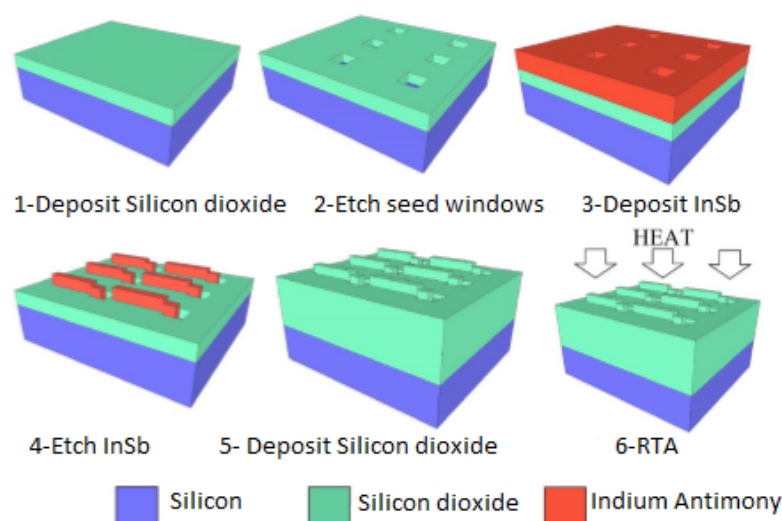 1-Deposit Silicon dioxide
2-Etch seed windows
3-Deposit InSb
HEAT
4-Etch InSb
5- Deposit Silicon dioxide
6-RTA
Silicon
Silicon dioxide
Indium Antimony